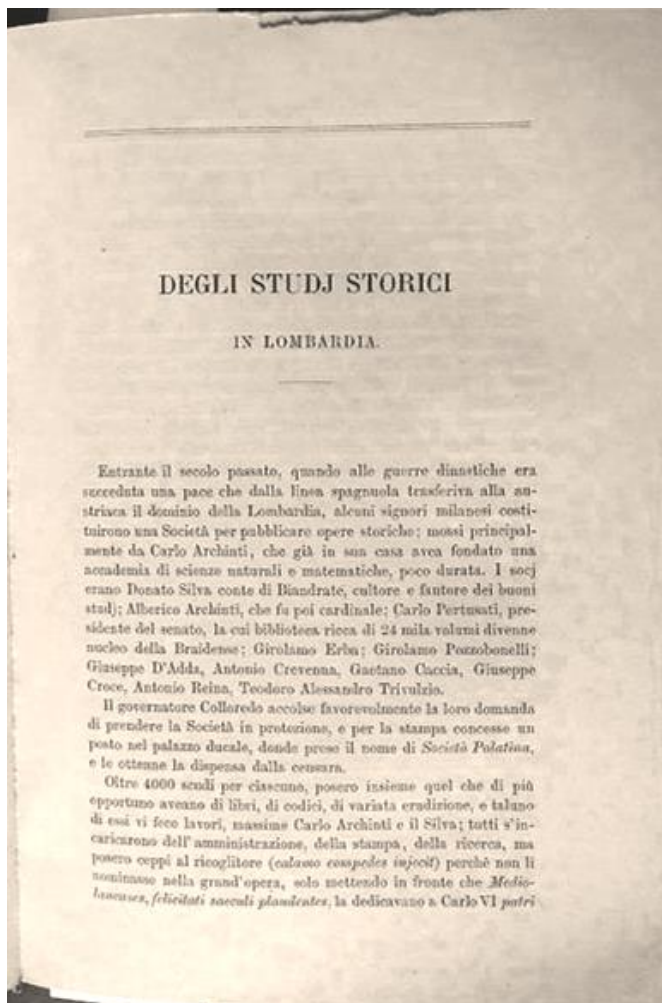 DEGLI STUDJ STORICI
IN LOMBARDIA.
Entrante il secolo passato, quando alle guerre dinastiche era
succeduta una pace che dalla linea spagnuola trasferiva alla au-
striaca il dominio della Lombardia, alcuni signori milanesi costi-
tuirono una Società per pubblicare opere storiche; mossi principal-
mente da Carlo Archinti, che già in sua casa avea fondato una
accademia di scienze naturali e matematiche, poco durata. I socj
erano Donato Silva conte di Biandrate, cultore e fautore dei buoni
studj; Alberico Archinti, che fu poi cardinale; Carlo Pertusati, pre-
sidente del senato, la cui biblioteca ricca di 24 mila volumi divenne
nucleo della Braidense; Girolamo Erba; Girolamo Pozzobonelli;
Giuseppe D'Adda, Antonio Crevenna, Gaetano Caccia, Giuseppe
Croce, Antonio Reina, Teodoro Alessandro Trivulzio.
Il governatore Colloredo accolse favorevolmente la loro domanda
di prendere la Società in protezione, e per la stampa concesse un
posto nel palazzo ducale, donde prese il nome di Società Palatina,
e le ottenne la dispensa dalla censura.
Oltre 4000 scudi per ciascuno, posero insieme quel che di più
opportuno aveano di libri, di codici, di variata erudizione, e taluno
di essi vi fece lavori, massime Carlo Archinti e il Silva; tutti s'in-
caricarono dell'amministrazione, della stampa, della ricerca, ma
posero ceppi al ricoglitore (calamo compedes injecit) perchè non li
nominasse nella grand'opera, solo mettendo in fronte che Medio-
lanenses, felicitati saeculi plaudentes, la dedicavano a Carlo VI patri